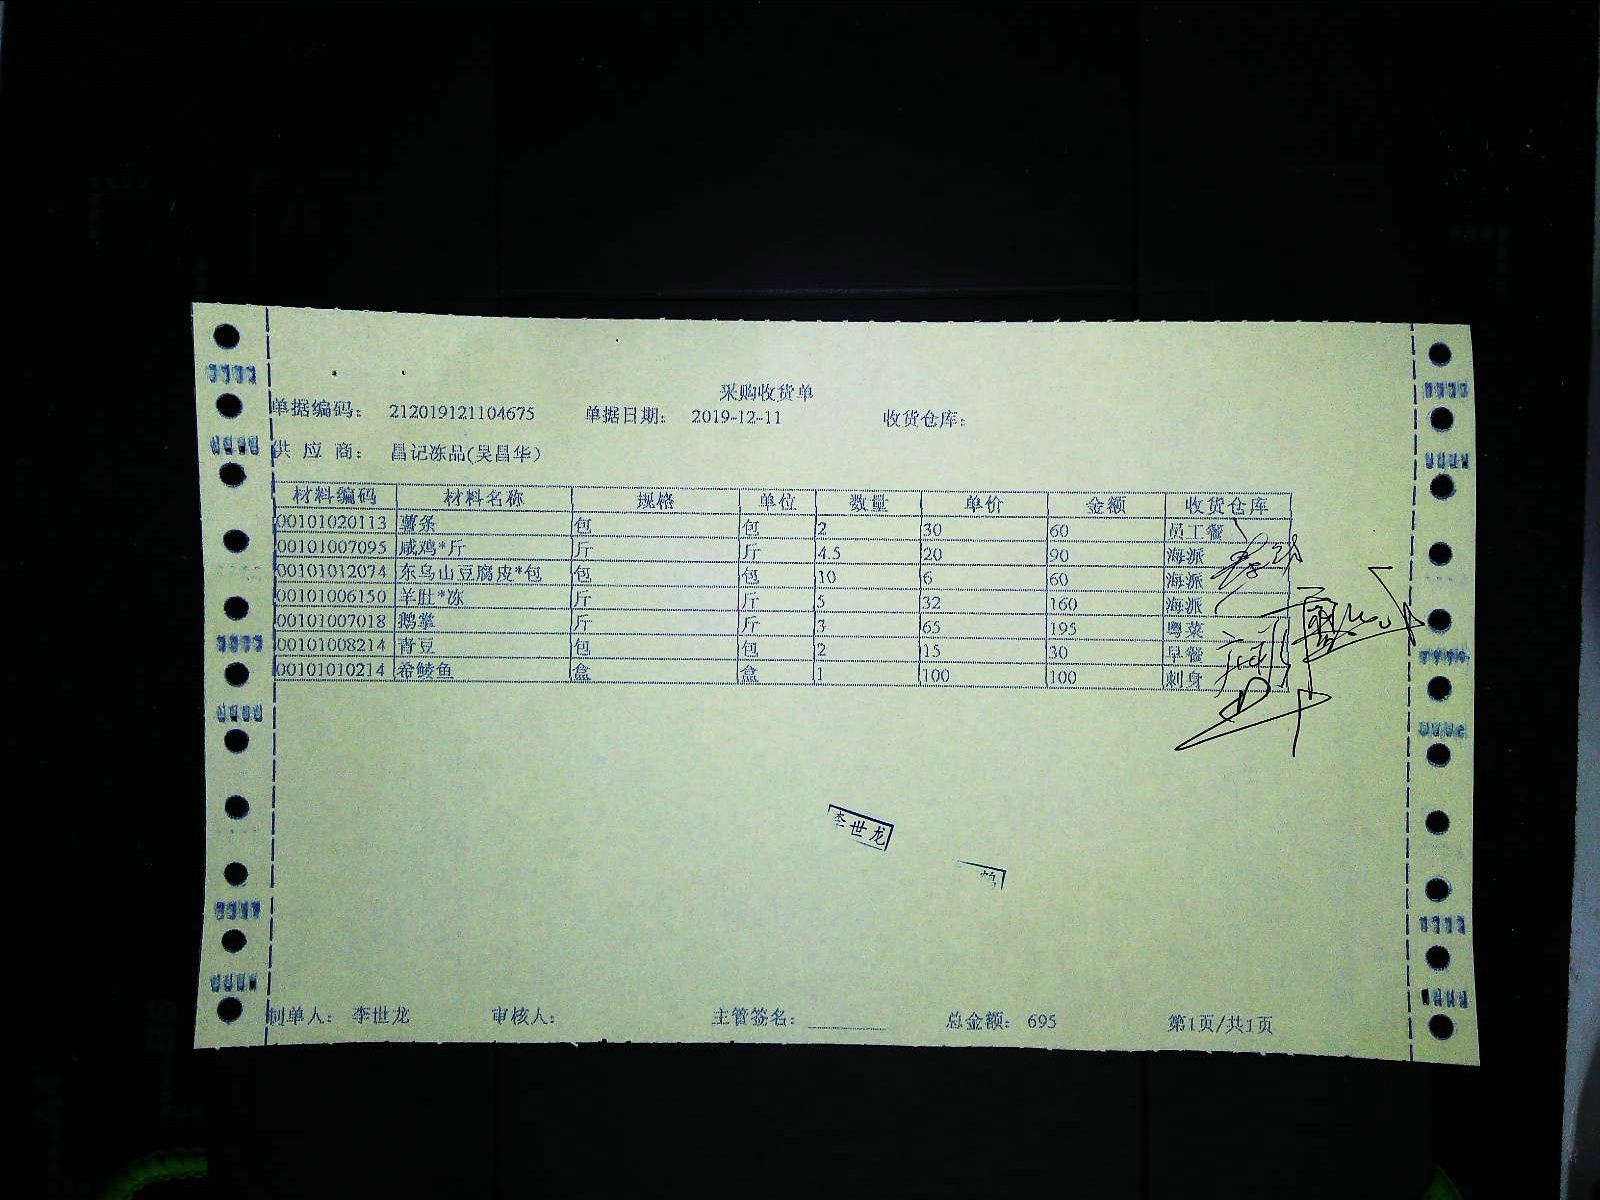 采购收货单
单据编码： 212019121104675 单据日期： 2019-12-11 收货仓库：
供 应 商： 昌记冻品(吴昌华)
材料编码 材料名称 规格 单位 数量 单价 金额 收货仓库
00101020113 薯条 包 包 2 30 60 员工餐
00101007095 咸鸡*斤 斤 斤 4.5 20 90 海派
00101012074 东乌山豆腐皮*包 包 包 10 6 60 海派
00101006150 羊肚*冻 斤 斤 5 32 160 海派
00101007018 鹅掌 斤 斤 3 65 195 粤菜
00101008214 青豆 包 包 2 15 30 早餐
00101010214 希鲮鱼 盒 盒 1 100 100 刺身
李世龙
制单人： 李世龙 审核人： 主管签名： 总金额： 695 第1页/共1页